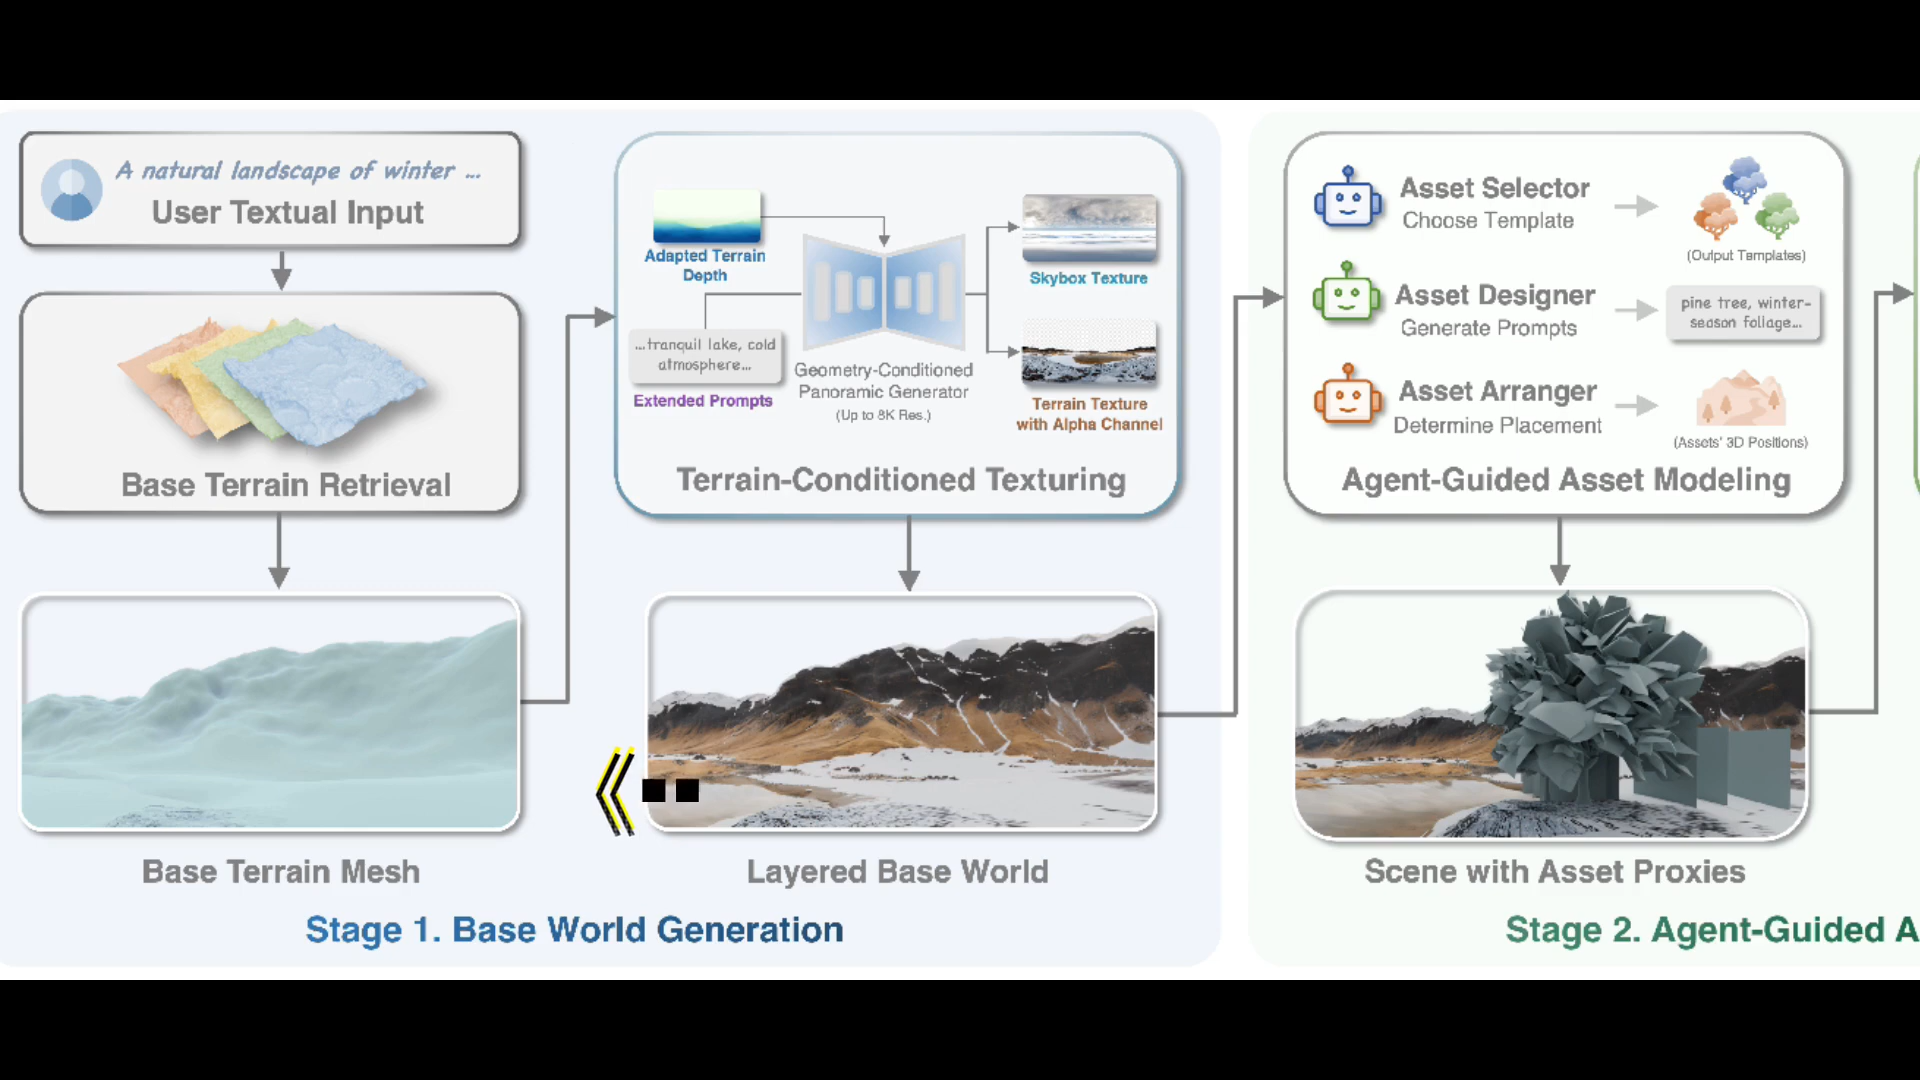 A natural landscape of winter ...
User Textual Input
Base Terrain Retrieval
Base Terrain Mesh
Adapted Terrain
Depth
...tranquil lake, cold
atmosphere...
Extended Prompts
Geometry-Conditioned
Panoramic Generator
(Up to 8K Res.)
Skybox Texture
Terrain Texture
with Alpha Channel
Terrain-Conditioned Texturing
Layered Base World
Stage 1. Base World Generation
Asset Selector
Choose Template
(Output Templates)
Asset Designer
Generate Prompts
pine tree, winter-
season foliage...
Asset Arranger
Determine Placement
(Assets' 3D Positions)
Agent-Guided Asset Modeling
Scene with Asset Proxies
Stage 2. Agent-Guided A